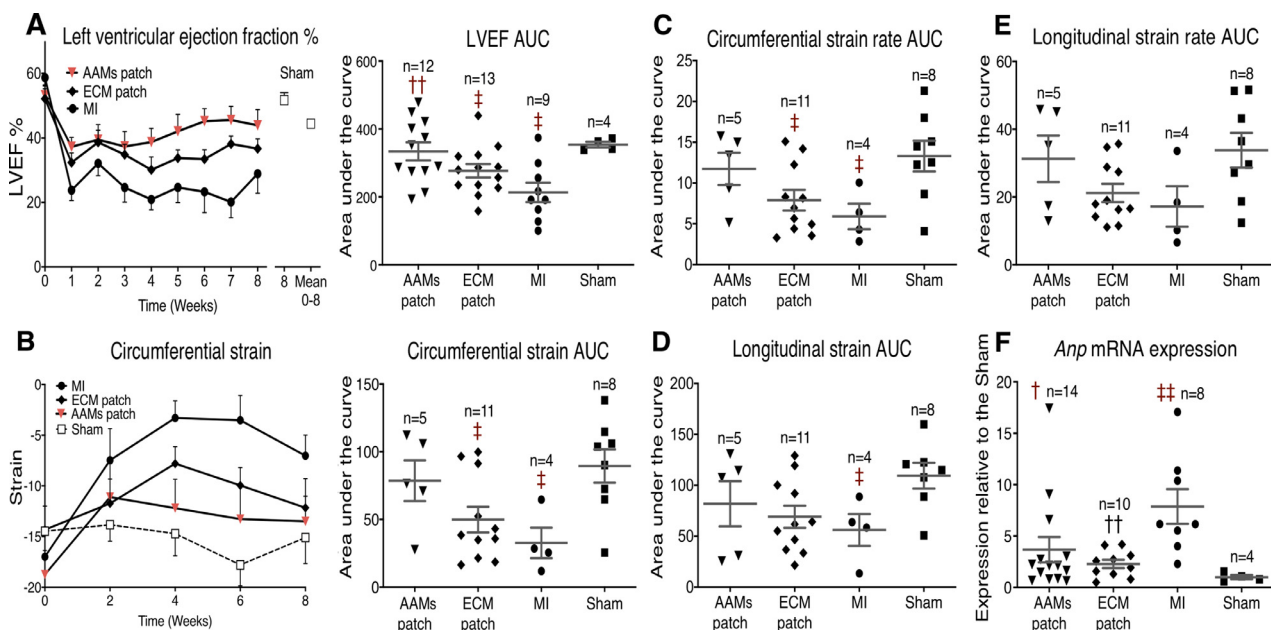 A
Left ventricular ejection fraction %
AAMs patch
ECM patch
MI
Sham
LVEF %
60
40
20
0
0 1 2 3 4 5 6 7 8 8 Mean
0-8
Time (Weeks)
LVEF AUC
Area under the curve
600
400
200
0
n=12
††
n=13
‡
n=9
‡
n=4
AAMs patch
ECM patch
MI
Sham
C
Circumferential strain rate AUC
Area under the curve
25
20
15
10
5
0
n=5
n=11
‡
n=4
‡
n=8
AAMs patch
ECM patch
MI
Sham
E
Longitudinal strain rate AUC
Area under the curve
60
40
20
0
n=5
n=11
n=4
n=8
AAMs patch
ECM patch
MI
Sham
B
Circumferential strain
MI
ECM patch
AAMs patch
Sham
Strain
0
-5
-10
-15
-20
0 2 4 6 8
Time (Weeks)
Circumferential strain AUC
Area under the curve
150
100
50
0
n=5
n=11
‡
n=4
‡
n=8
AAMs patch
ECM patch
MI
Sham
D
Longitudinal strain AUC
Area under the curve
200
150
100
50
0
n=5
n=11
n=4
‡
n=8
AAMs patch
ECM patch
MI
Sham
F
Anp mRNA expression
Expression relative to the Sham
20
15
10
5
0
† n=14
n=10
††
‡‡ n=8
n=4
AAMs patch
ECM patch
MI
Sham